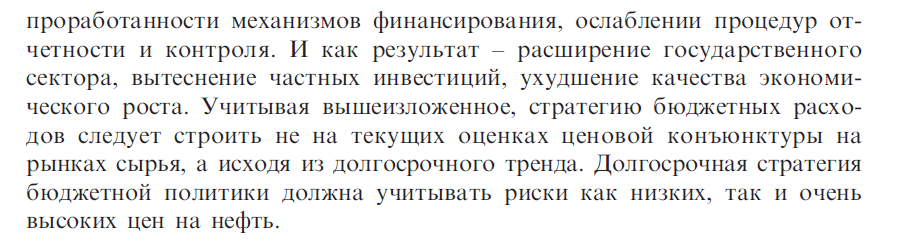 проработанности механизмов финансирования, ослаблении процедур от-
четности и контроля. И как результат – расширение государственного
сектора, вытеснение частных инвестиций, ухудшение качества экономи-
ческого роста. Учитывая вышеизложенное, стратегию бюджетных расхо-
дов следует строить не на текущих оценках ценовой конъюнктуры на
рынках сырья, а исходя из долгосрочного тренда. Долгосрочная стратегия
бюджетной политики должна учитывать риски как низких, так и очень
высоких цен на нефть.